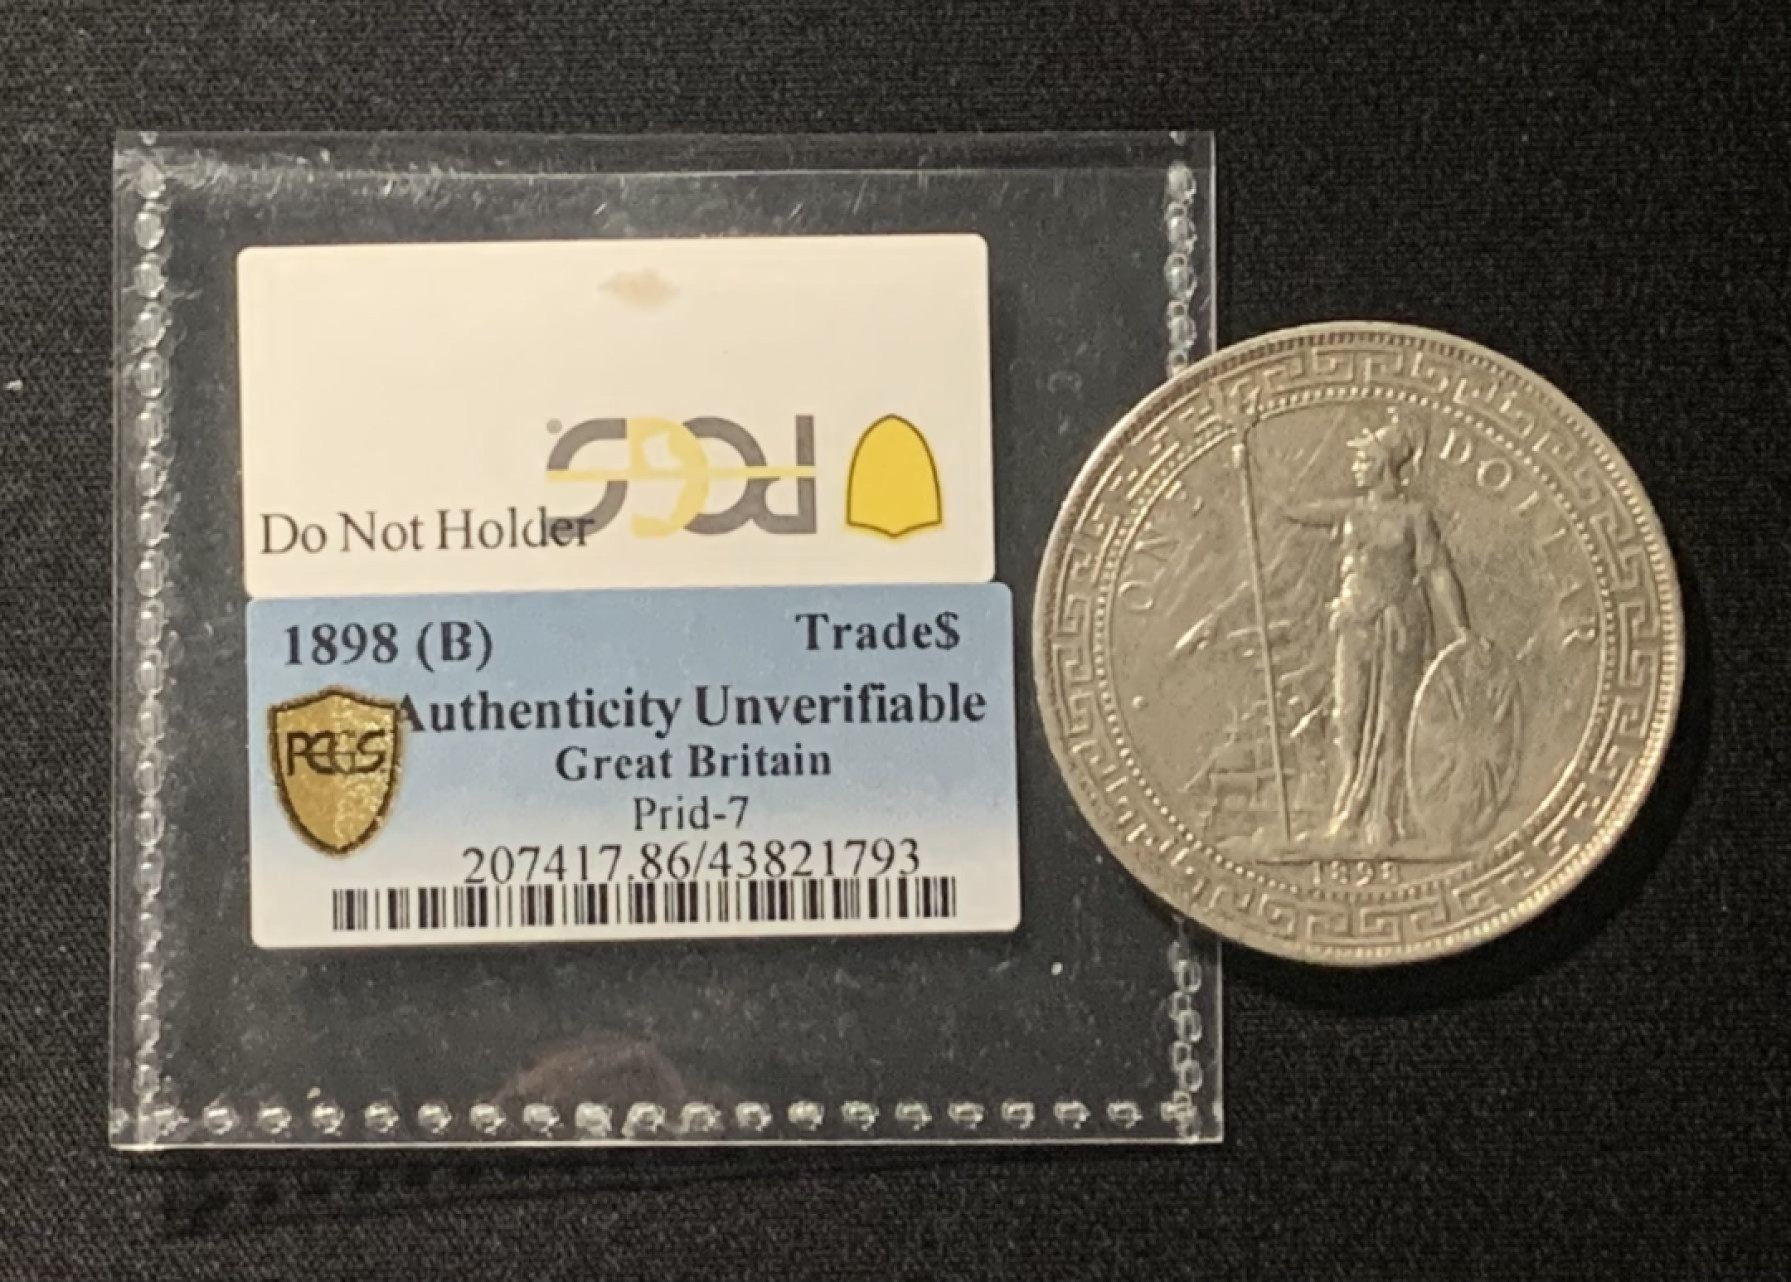 PCGS®
Do Not Holder
1898 (B) Trade$
PCGS
Authenticity Unverifiable
Great Britain
Prid-7
207417.86/43821793
ONE DOLLAR
1898